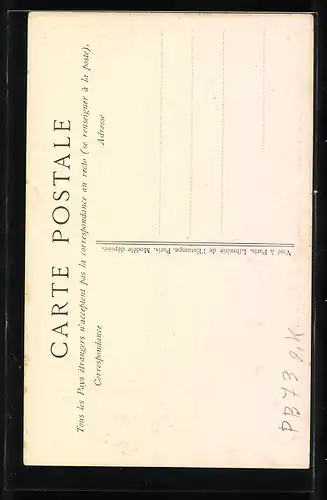 CARTE POSTALE
Tous les Pays étrangers n'acceptent pas la correspondance au recto (se renseigner à la poste).
Correspondance
Adresse
Visé à Paris, Librairie de l'Estampe, Paris, Modèle déposé.
PB73